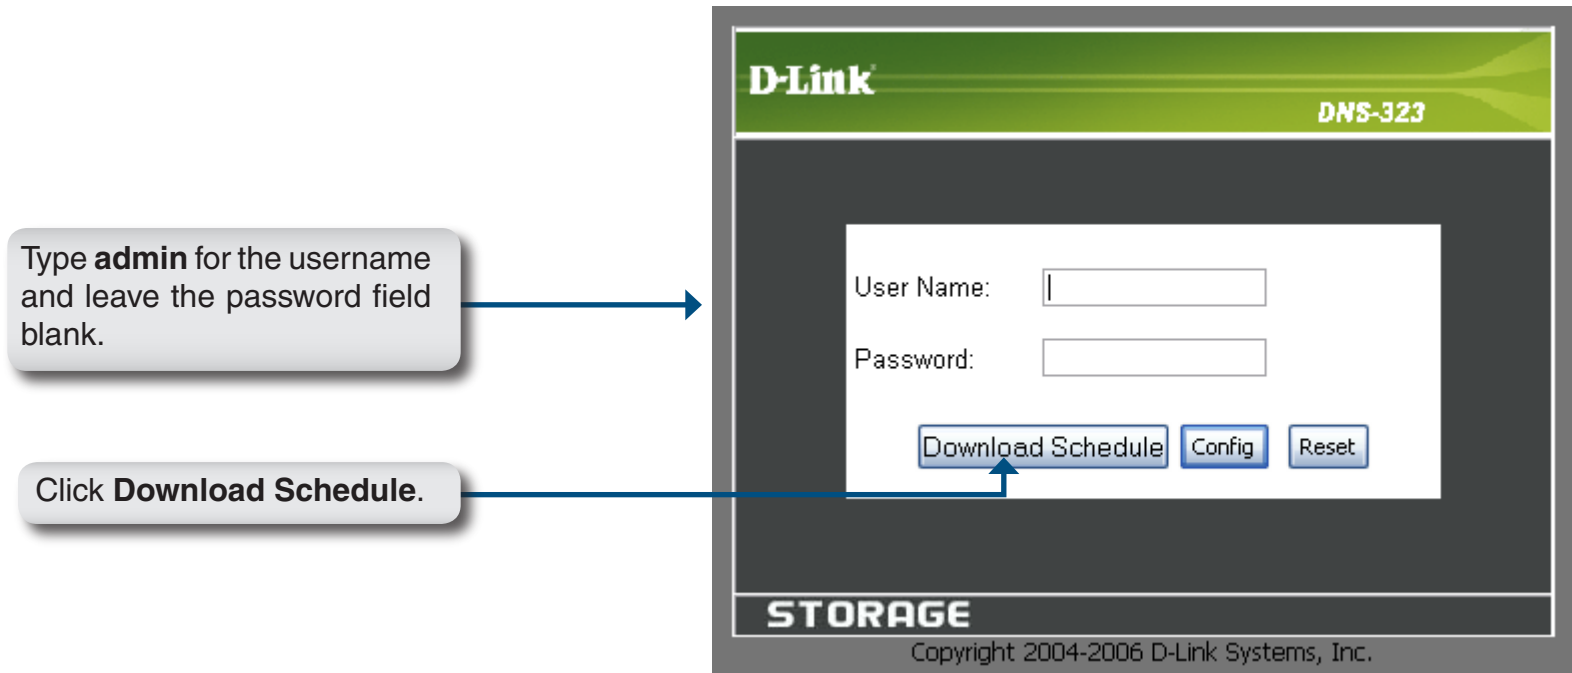 D-Link
DNS-323
Type admin for the username
and leave the password field
blank.
User Name:
Password:
Download Schedule Config Reset
Click Download Schedule.
STORAGE
Copyright 2004-2006 D-Link Systems, Inc.